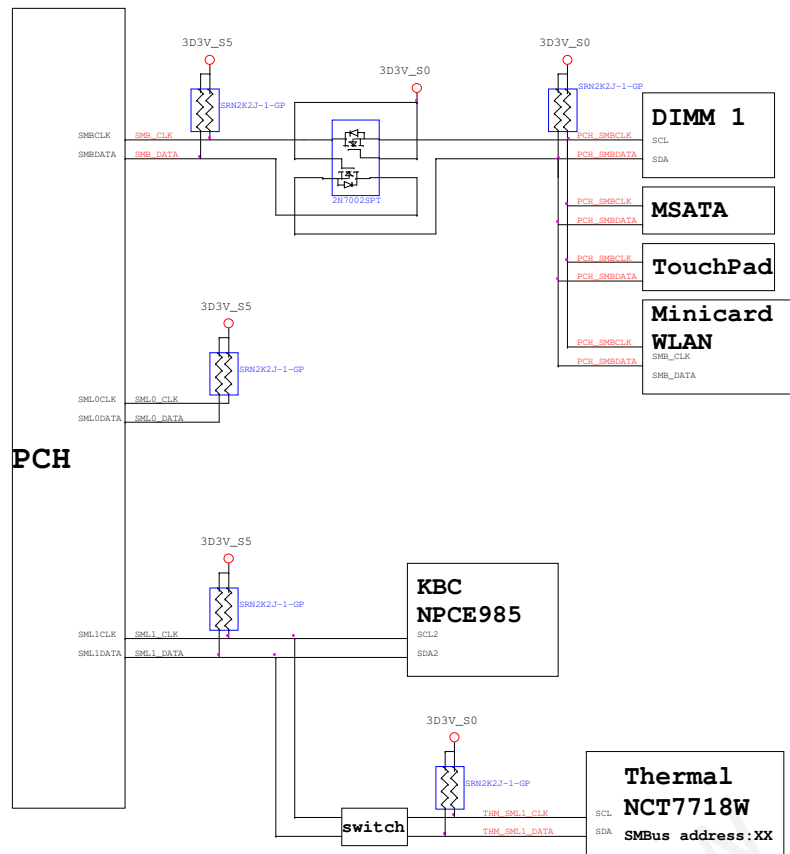 3D3V_S5
3D3V_S0
3D3V_S0
SRN2K2J-1-GP
SRN2K2J-1-GP
DIMM 1
SMBCLK
SMB_CLK
PCH_SMBCLK
SCL
SMBDATA
SMB_DATA
PCH_SMBDATA
SDA
2N7002SPT
PCH_SMBCLK
MSATA
PCH_SMBDATA
PCH_SMBCLK
TouchPad
PCH_SMBDATA
3D3V_S5
Minicard
WLAN
PCH_SMBCLK
SMB_CLK
PCH_SMBDATA
SMB_DATA
SRN2K2J-1-GP
SML0CLK
SML0_CLK
SML0DATA
SML0_DATA
PCH
3D3V_S5
SRN2K2J-1-GP
KBC
NPCE985
SML1CLK
SML1_CLK
SCL2
SML1DATA
SML1_DATA
SDA2
3D3V_S0
SRN2K2J-1-GP
Thermal
NCT7718W
THM_SML1_CLK
SCL
switch
THM_SML1_DATA
SDA
SMBus address:XX